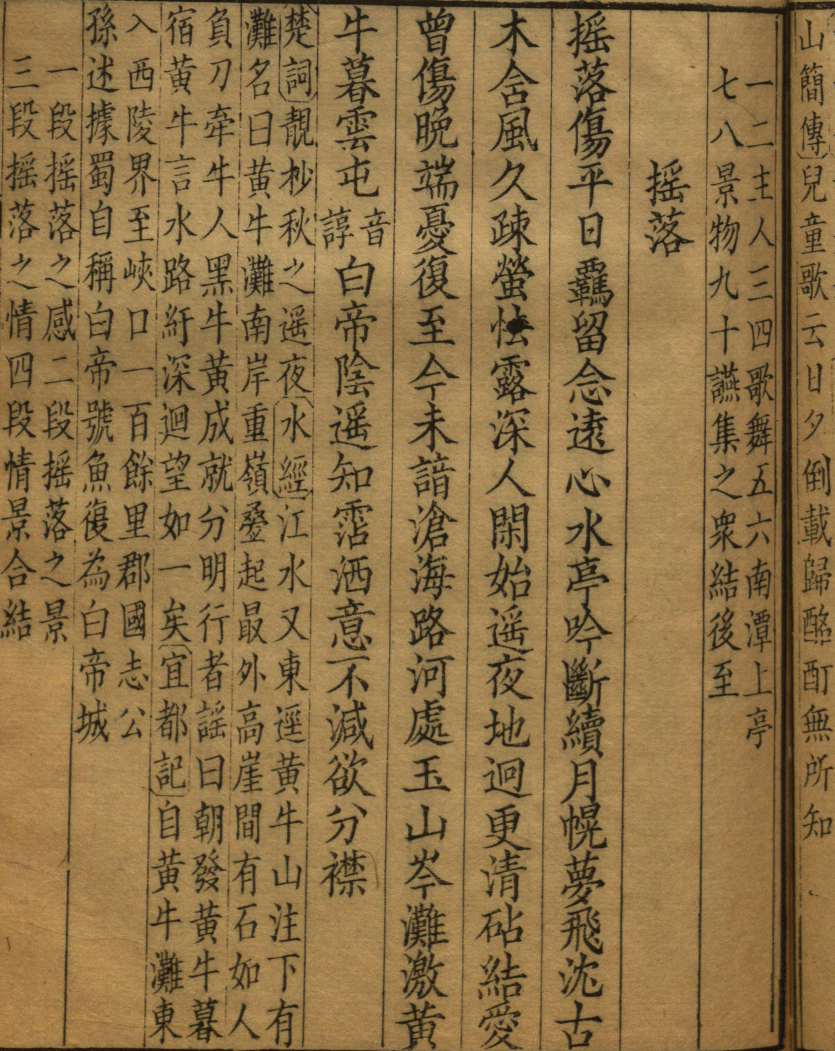 山簡傳兒童歌云日夕倒載歸酩酊無所知
一二主人三四歌舞五六南潭上亭
七八景物九十讌集之衆結後至
搖落
搖落傷平日羈留念遠心水亭吟斷續月幌夢飛沈古
木含風久疎螢怯露深人閑始遥夜地迥更清砧結愛
曾傷晚端憂復至今未諳滄海路河處玉山岑灘激黄
牛暮雲屯音諄白帝陰遥知霑洒意不減欲分襟
楚詞靚杪秋之遥夜水經江水又東逕黄牛山注下有
灘名曰黄牛灘南岸重嶺叠起最外高崖間有石如人
負刀牽牛人黑牛黄成就分明行者謡曰朝發黄牛暮
宿黄牛言水路紆深迴望如一矣宜都記自黄牛灘東
入西陵界至峽口一百餘里郡國志公
孫述據蜀自稱白帝號魚復為白帝城
一段搖落之感二段搖落之景
三段搖落之情四段情景合結